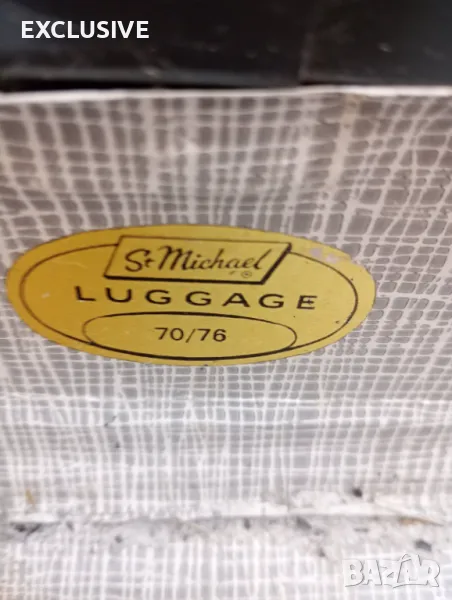 EXCLUSIVE
St Michael ®
LUGGAGE
70/76
BAZAR